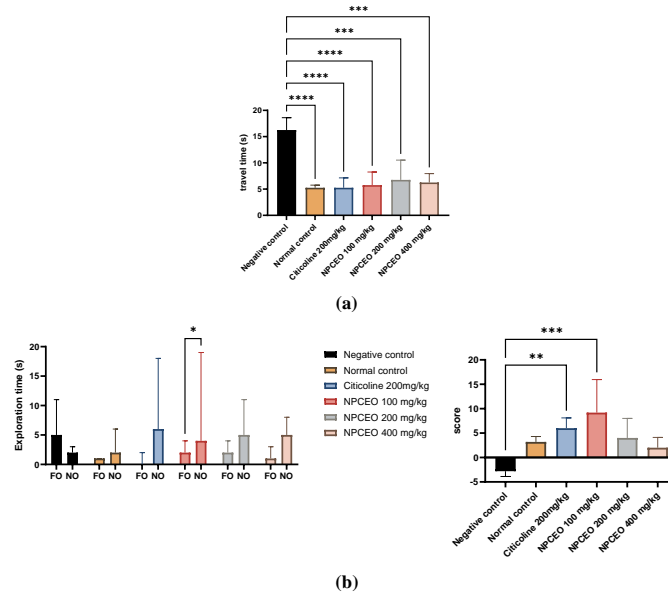 ***
***
****
****
****
travel time (s)
20
15
10
5
0
Negative control
Normal control
Citicoline 200mg/kg
NPCEO 100 mg/kg
NPCEO 200 mg/kg
NPCEO 400 mg/kg
(a)
Exploration time (s)
20
15
10
5
0
*
FO NO FO NO FO NO FO NO FO NO FO NO
Negative control
Normal control
Citicoline 200mg/kg
NPCEO 100 mg/kg
NPCEO 200 mg/kg
NPCEO 400 mg/kg
score
20
15
10
5
0
-5
***
**
Negative control
Normal control
Citicoline 200mg/kg
NPCEO 100 mg/kg
NPCEO 200 mg/kg
NPCEO 400 mg/kg
(b)